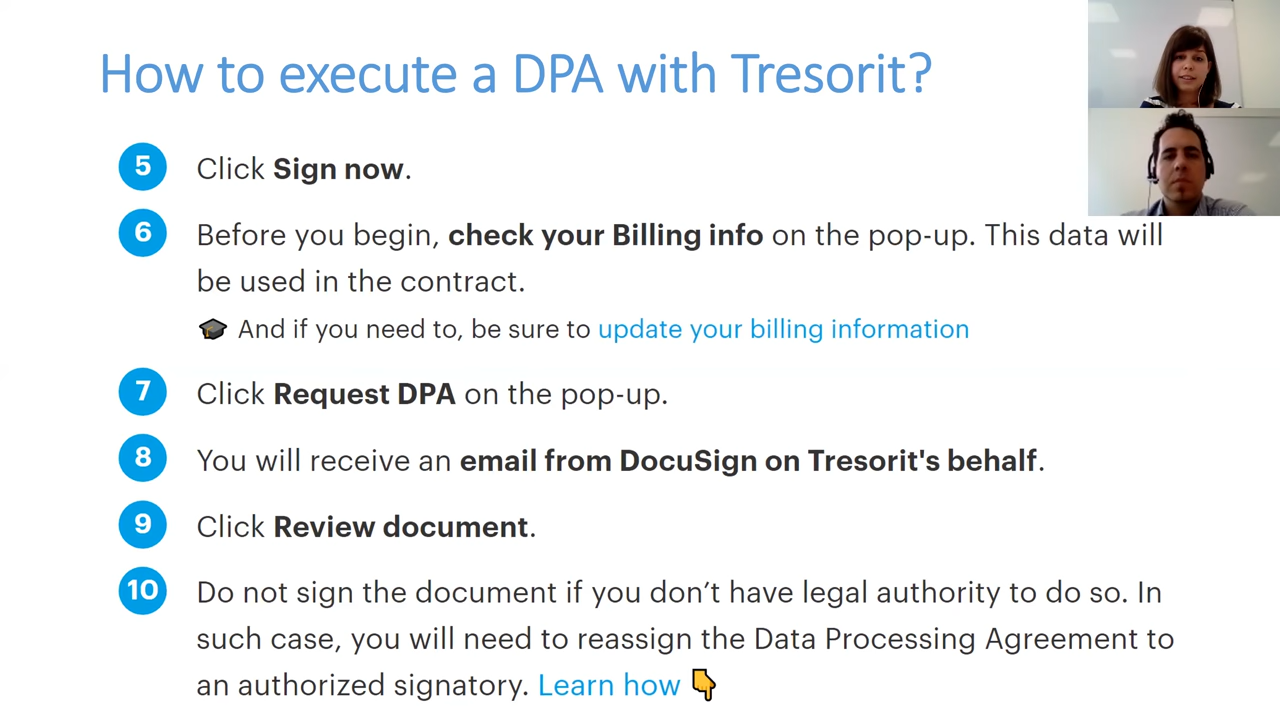 How to execute a DPA with Tresorit?
5 Click Sign now.
6 Before you begin, check your Billing info on the pop-up. This data will
be used in the contract.
🎓 And if you need to, be sure to update your billing information
7 Click Request DPA on the pop-up.
8 You will receive an email from DocuSign on Tresorit's behalf.
9 Click Review document.
10 Do not sign the document if you don’t have legal authority to do so. In
such case, you will need to reassign the Data Processing Agreement to
an authorized signatory. Learn how 👇